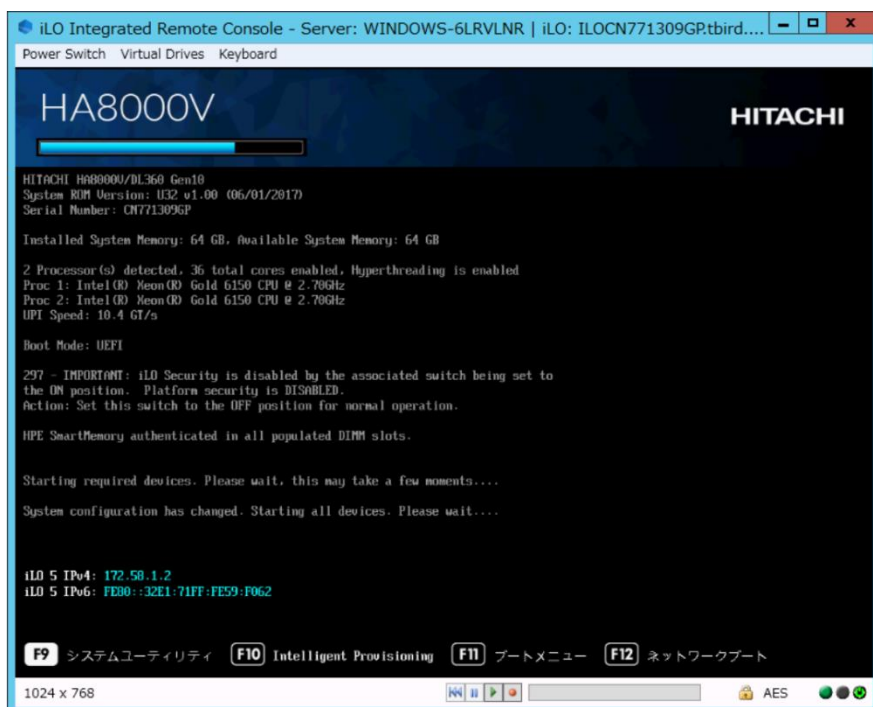 iLO Integrated Remote Console - Server: WINDOWS-6LRVLNR | iLO: ILOCN771309GP.tbird....
Power Switch Virtual Drives Keyboard
HA8000V
HITACHI
HITACHI HA8000V/DL360 Gen10
System ROM Version: U32 v1.00 (06/01/2017)
Serial Number: CN771309GP
Installed System Memory: 64 GB, Available System Memory: 64 GB
2 Processor(s) detected, 36 total cores enabled, Hyperthreading is enabled
Proc 1: Intel(R) Xeon(R) Gold 6150 CPU @ 2.70GHz
Proc 2: Intel(R) Xeon(R) Gold 6150 CPU @ 2.70GHz
UPI Speed: 10.4 GT/s
Boot Mode: UEFI
297 - IMPORTANT: iLO Security is disabled by the associated switch being set to
the ON position. Platform security is DISABLED.
Action: Set this switch to the OFF position for normal operation.
HPE SmartMemory authenticated in all populated DIMM slots.
Starting required devices. Please wait, this may take a few moments....
System configuration has changed. Starting all devices. Please wait....
iLO 5 IPv4: 172.58.1.2
iLO 5 IPv6: FE80::32E1:71FF:FE59:F062
F9 システムユーティリティ F10 Intelligent Provisioning F11 ブートメニュー F12 ネットワークブート
1024 x 768 AES